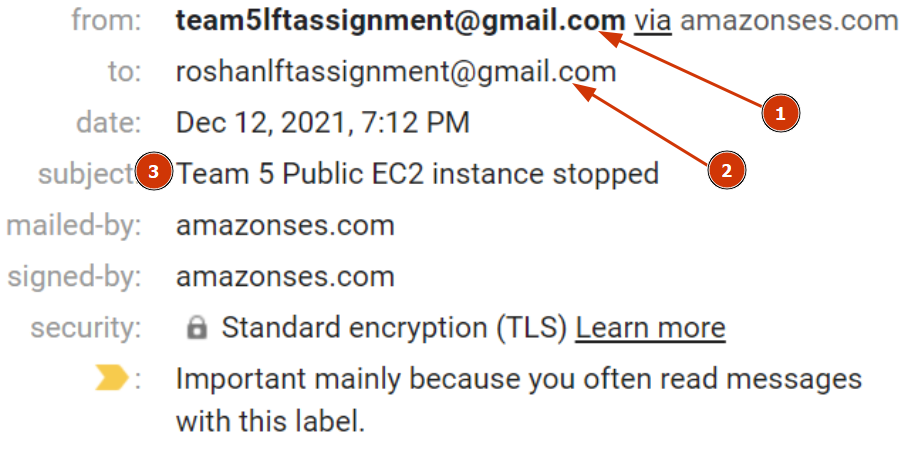 from: team5lftassignment@gmail.com via amazonses.com
1
to: roshanlftassignment@gmail.com
date: Dec 12, 2021, 7:12 PM
2
subject: 3 Team 5 Public EC2 instance stopped
mailed-by: amazonses.com
signed-by: amazonses.com
security: Standard encryption (TLS) Learn more
: Important mainly because you often read messages
with this label.